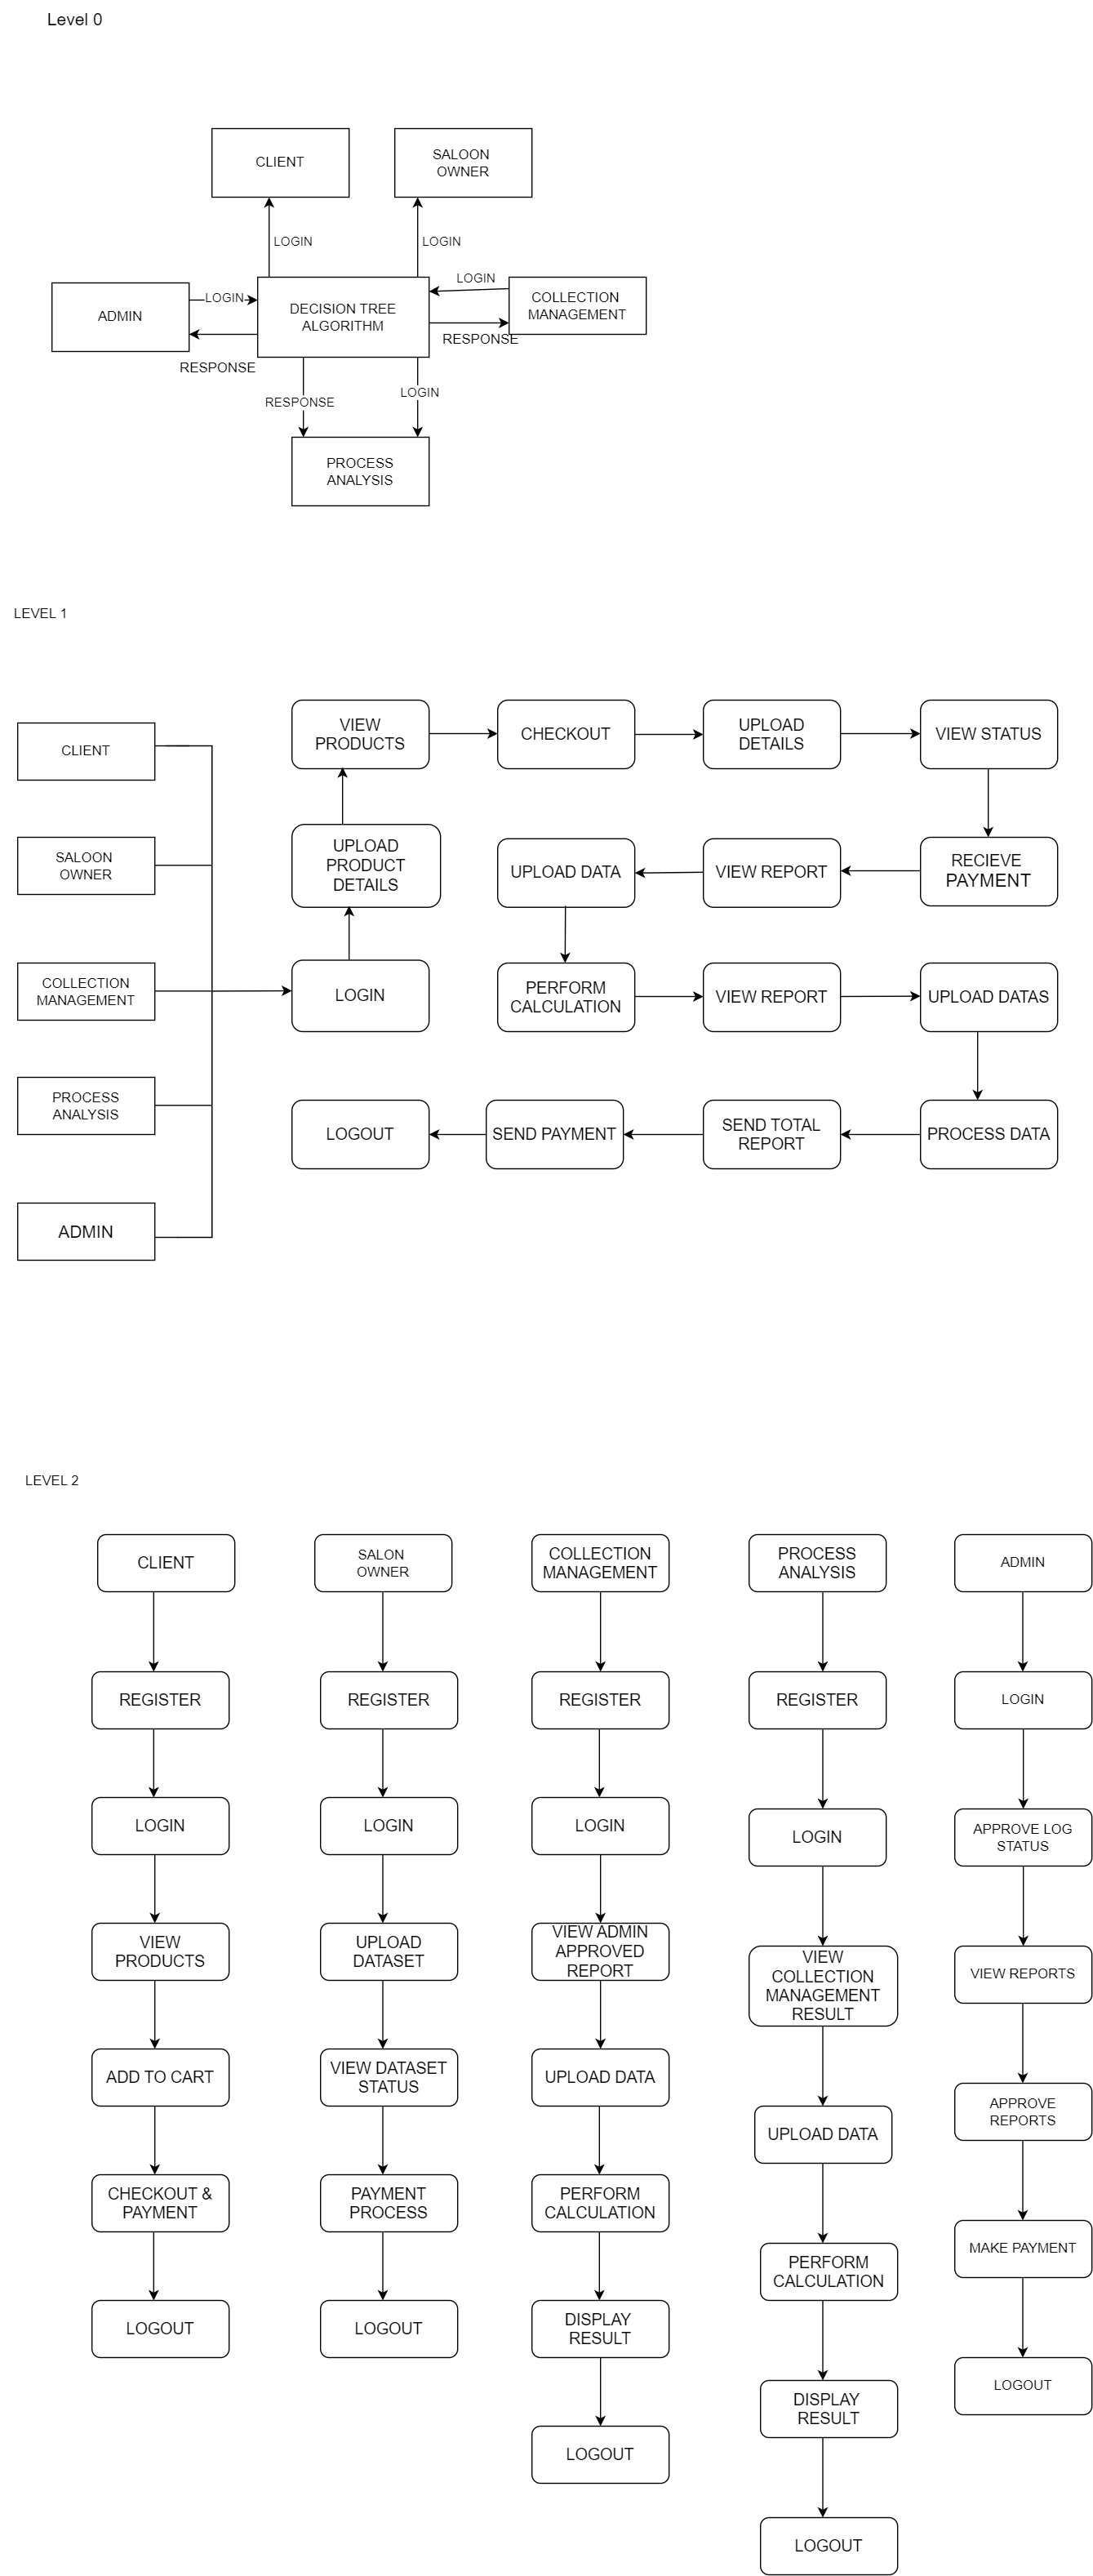 Level 0
CLIENT
SALOON
OWNER
LOGIN
LOGIN
LOGIN
COLLECTION
MANAGEMENT
ADMIN
LOGIN
DECISION TREE
ALGORITHM
RESPONSE
RESPONSE
RESPONSE
LOGIN
PROCESS
ANALYSIS
LEVEL 1
CLIENT
SALOON
OWNER
COLLECTION
MANAGEMENT
PROCESS
ANALYSIS
ADMIN
VIEW
PRODUCTS
CHECKOUT
UPLOAD
DETAILS
VIEW STATUS
UPLOAD
PRODUCT
DETAILS
UPLOAD DATA
VIEW REPORT
RECIEVE
PAYMENT
LOGIN
PERFORM
CALCULATION
VIEW REPORT
UPLOAD DATAS
LOGOUT
SEND PAYMENT
SEND TOTAL
REPORT
PROCESS DATA
LEVEL 2
CLIENT
REGISTER
LOGIN
VIEW
PRODUCTS
ADD TO CART
CHECKOUT &
PAYMENT
LOGOUT
SALON
OWNER
REGISTER
LOGIN
UPLOAD
DATASET
VIEW DATASET
STATUS
PAYMENT
PROCESS
LOGOUT
COLLECTION
MANAGEMENT
REGISTER
LOGIN
VIEW ADMIN
APPROVED
REPORT
UPLOAD DATA
PERFORM
CALCULATION
DISPLAY
RESULT
LOGOUT
PROCESS
ANALYSIS
REGISTER
LOGIN
VIEW
COLLECTION
MANAGEMENT
RESULT
UPLOAD DATA
PERFORM
CALCULATION
DISPLAY
RESULT
LOGOUT
ADMIN
LOGIN
APPROVE LOG
STATUS
VIEW REPORTS
APPROVE
REPORTS
MAKE PAYMENT
LOGOUT